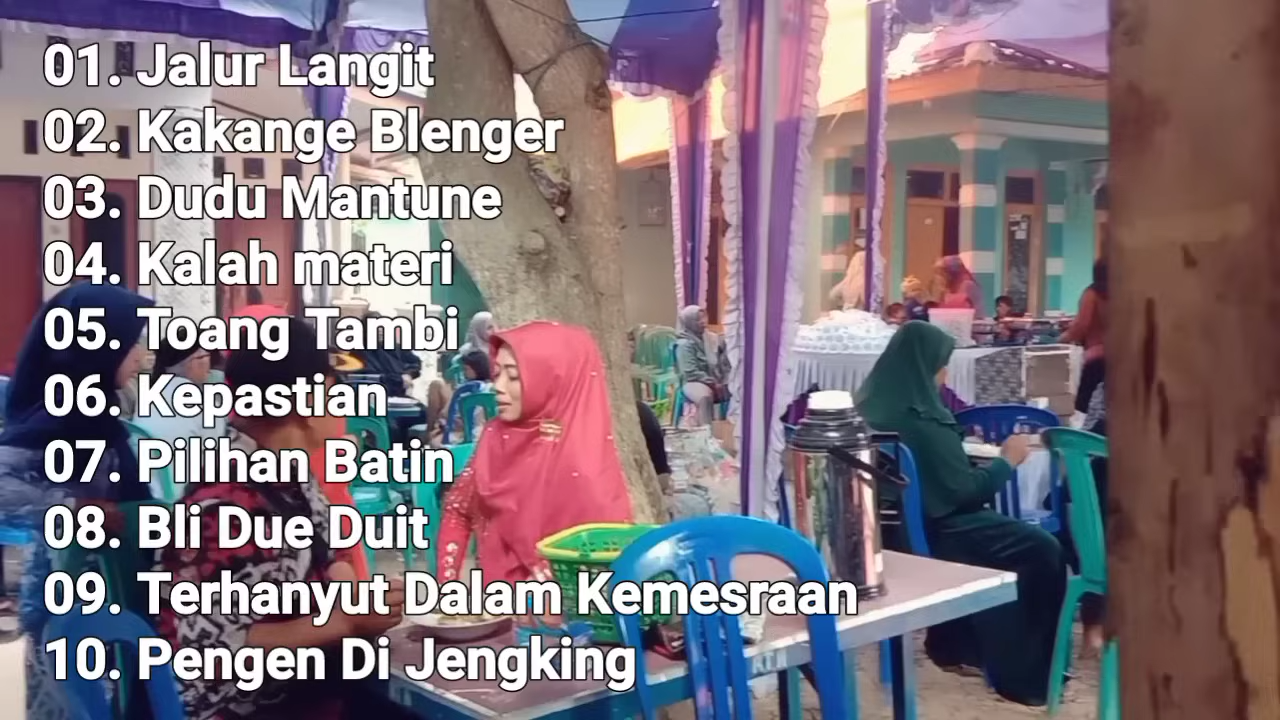 01. Jalur Langit
02. Kakange Blenger
03. Dudu Mantune
04. Kalah materi
05. Toang Tambi
06. Kepastian
07. Pilihan Batin
08. Bli Due Duit
09. Terhanyut Dalam Kemesraan
10. Pengen Di Jengking